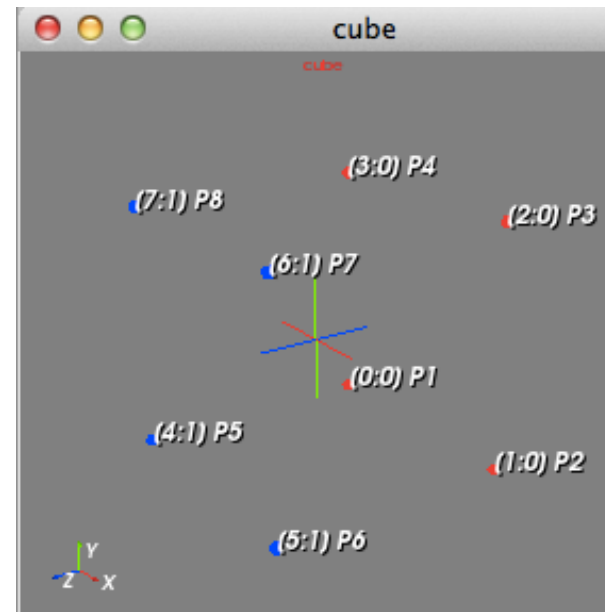 cube
cube
(3:0) P4
(7:1) P8
(2:0) P3
(6:1) P7
(0:0) P1
(4:1) P5
(1:0) P2
(5:1) P6
Y
Z X